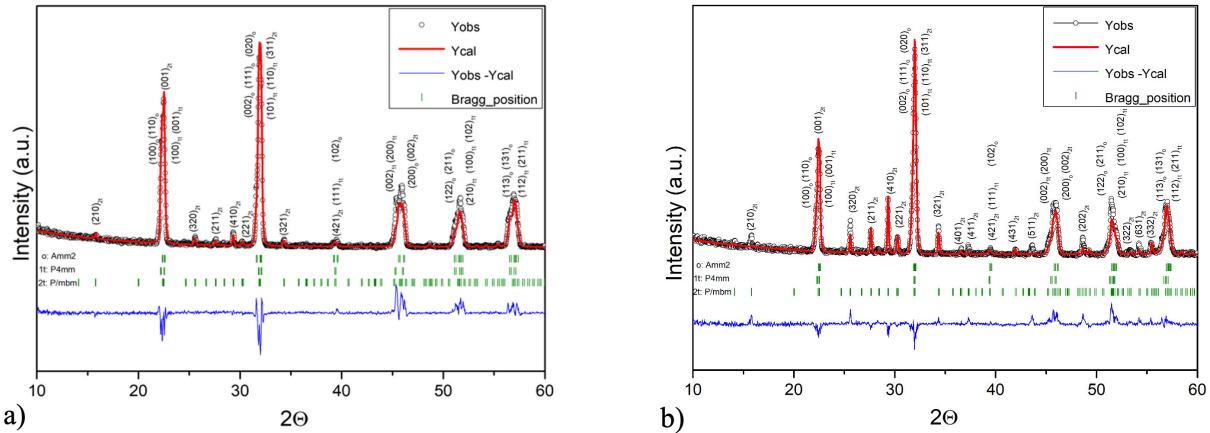 a)
Intensity (a.u.)
Yobs
Ycal
Yobs -Ycal
Bragg_position
(210)2t
(100)o (110)o
(100)1t (001)1t
(001)2t
(320)2t
(211)2t
(410)2t
(221)2t
(002)o (111)o (020)o
(101)1t (110)1t (311)2t
(321)2t
(421)2t (111)1t (102)o
(002)1t (200)1t
(200)o (002)2t
(122)o (211)o
(210)1t (100)1t (102)1t
(113)o (131)o
(112)1t (211)1t
o: Amm2
1t: P4mm
2t: P/mbm
10 20 30 40 50 60
2Θ
b)
Intensity (a.u.)
Yobs
Ycal
Yobs -Ycal
Bragg_position
(210)2t
(100)o (110)o
(100)1t (001)1t
(001)2t
(320)2t
(211)2t
(410)2t
(221)2t
(002)o (111)o (020)o
(101)1t (110)1t (311)2t
(321)2t
(401)2t
(411)2t
(421)2t (111)1t (102)o
(431)2t
(511)2t
(002)1t (200)1t
(200)o (002)2t
(202)2t
(122)o (211)o
(210)1t (100)1t (102)1t
(322)2t
(631)2t
(332)2t
(113)o (131)o
(112)1t (211)1t
o: Amm2
1t: P4mm
2t: P/mbm
10 20 30 40 50 60
2Θ